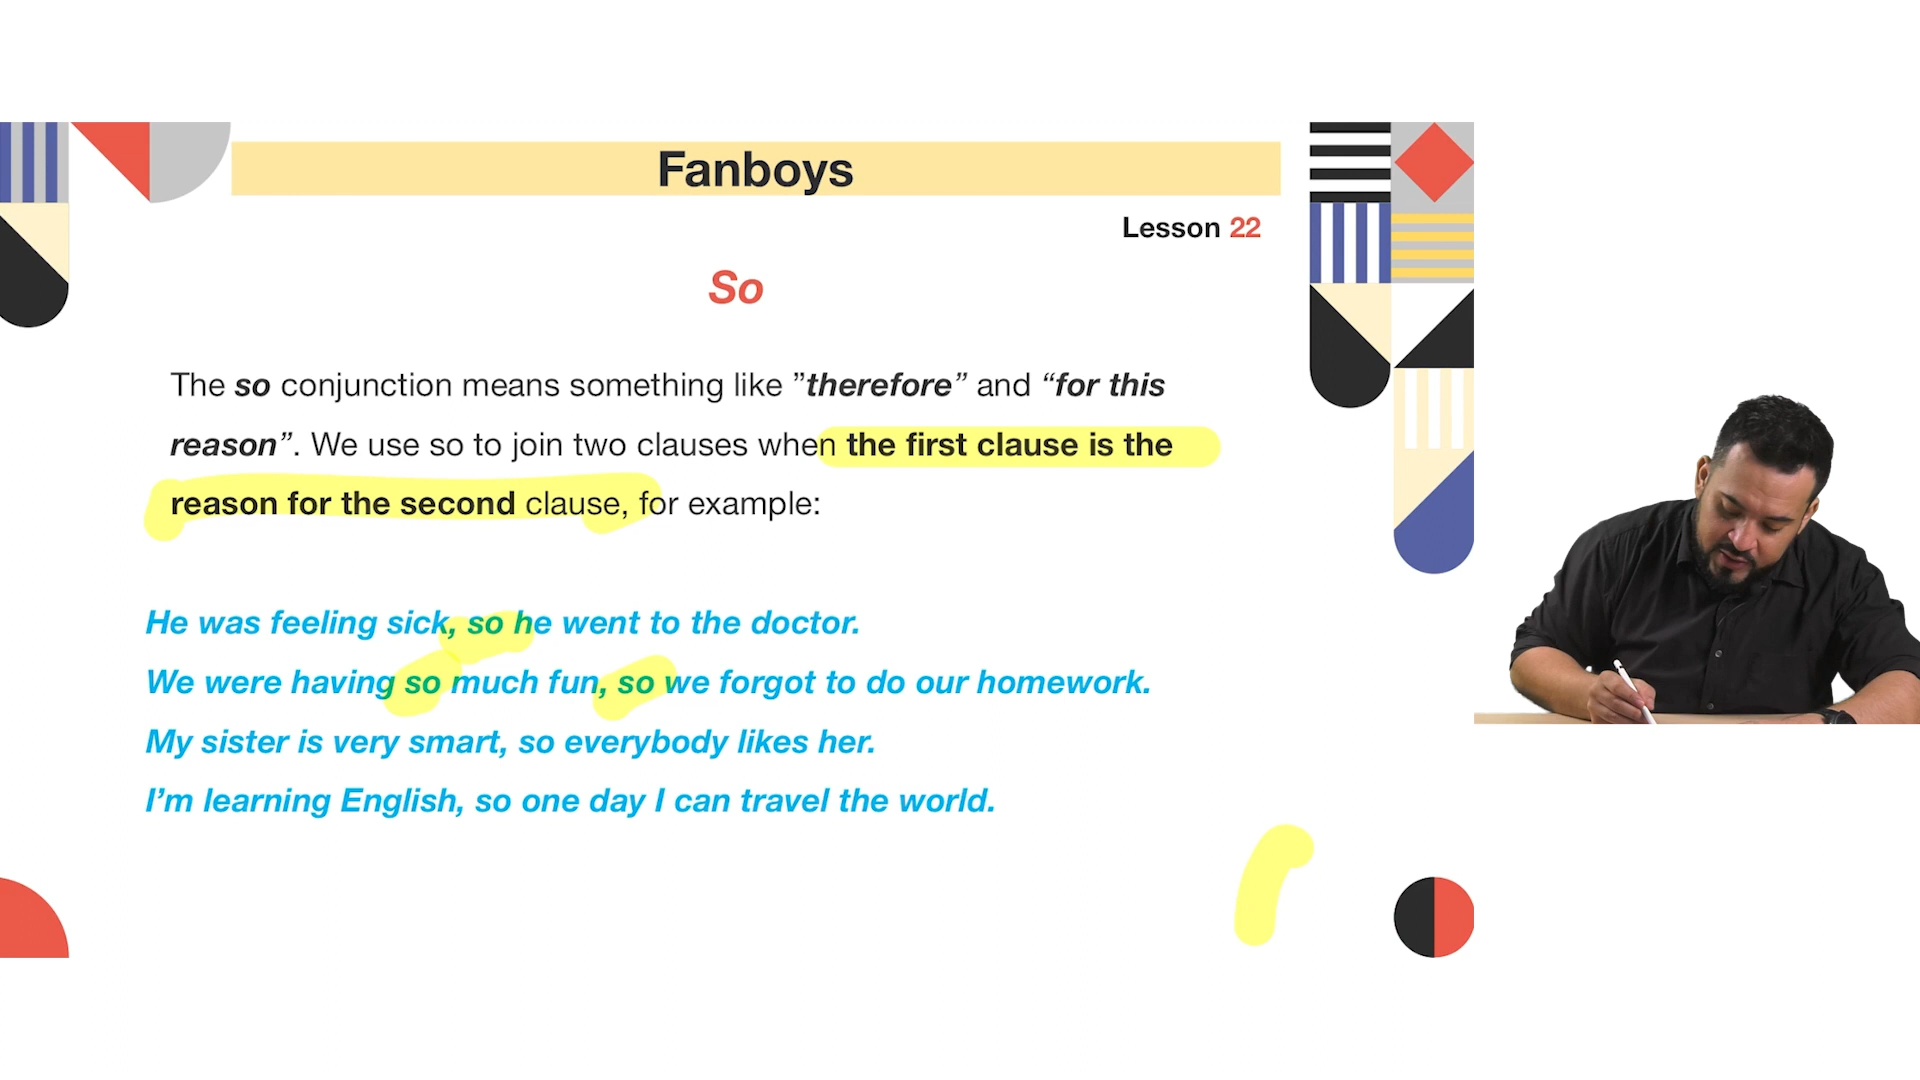 Fanboys
Lesson 22
So
The so conjunction means something like ”therefore” and “for this
reason”. We use so to join two clauses when the first clause is the
reason for the second clause, for example:
He was feeling sick, so he went to the doctor.
We were having so much fun, so we forgot to do our homework.
My sister is very smart, so everybody likes her.
I’m learning English, so one day I can travel the world.